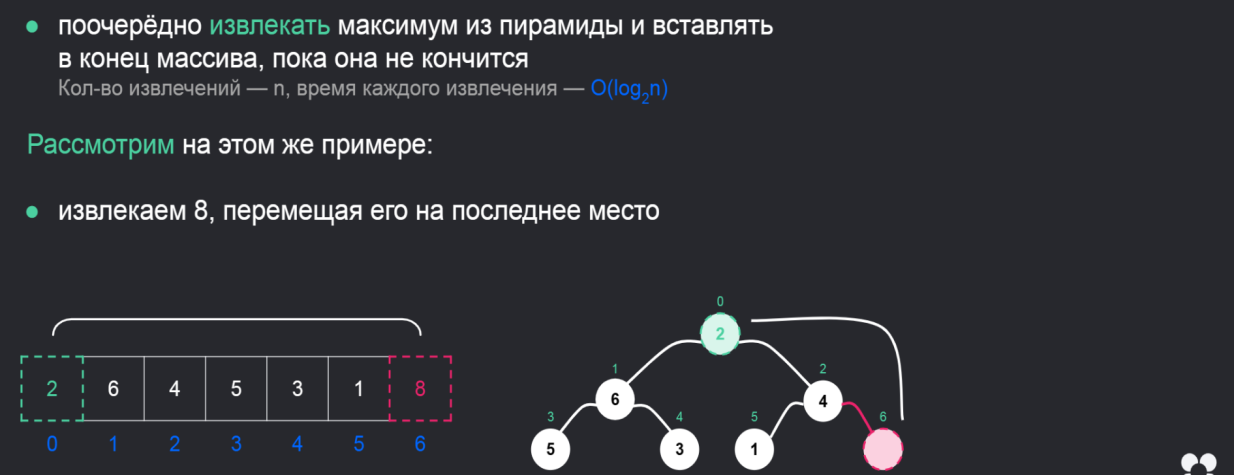 поочерёдно извлекать максимум из пирамиды и вставлять
в конец массива, пока она не кончится
Кол-во извлечений — n, время каждого извлечения — O(log₂n)
Рассмотрим на этом же примере:
извлекаем 8, перемещая его на последнее место
2 6 4 5 3 1 8
0 1 2 3 4 5 6
0
2
1 2
6 4
3 4 5 6
5 3 1